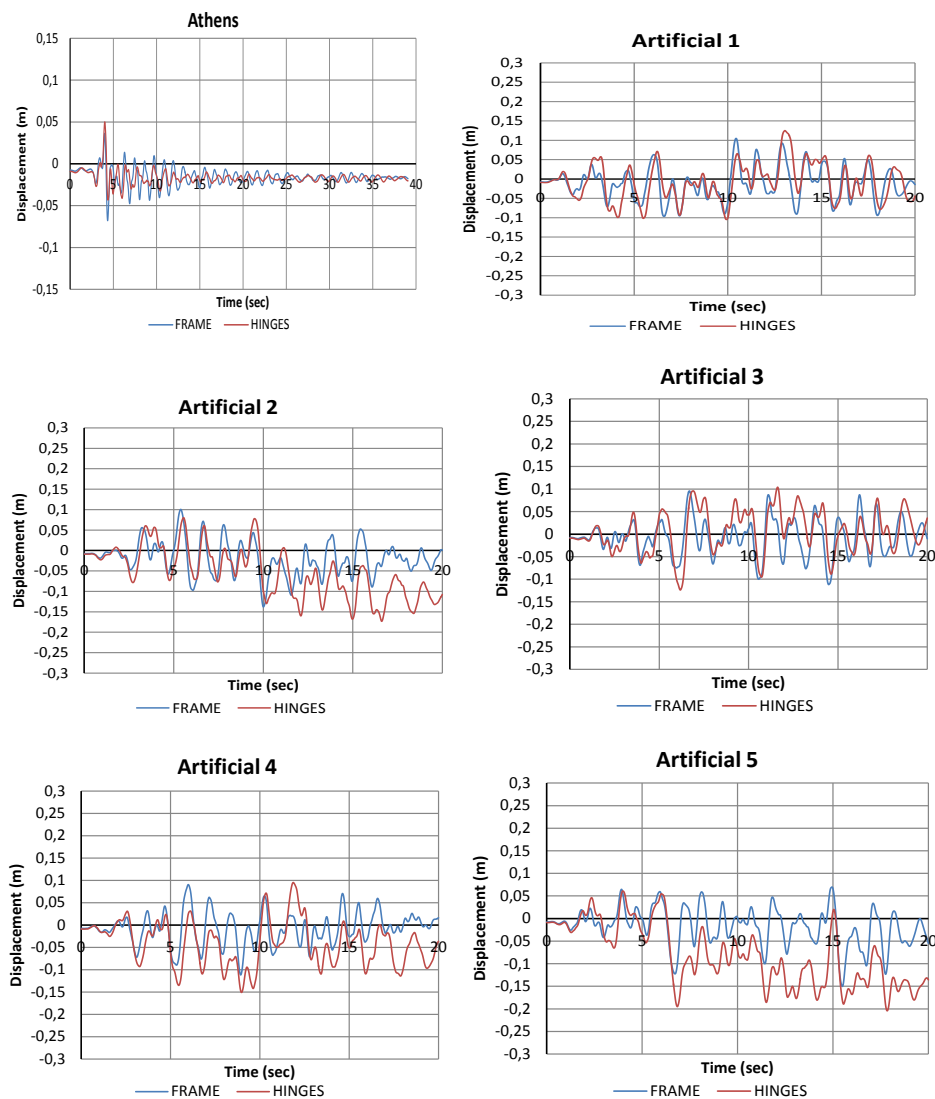 Athens
Displacement (m)
0,15
0,1
0,05
0
-0,05
-0,1
-0,15
0 5 10 15 20 25 30 35 40
Time (sec)
FRAME HINGES
Artificial 1
Displacement (m)
0,3
0,25
0,2
0,15
0,1
0,05
0
-0,05
-0,1
-0,15
-0,2
-0,25
-0,3
0 5 10 15 20
Time (sec)
FRAME HINGES
Artificial 2
Displacement (m)
0,3
0,25
0,2
0,15
0,1
0,05
0
-0,05
-0,1
-0,15
-0,2
-0,25
-0,3
0 5 10 15 20
Time (sec)
FRAME HINGES
Artificial 3
Displacement (m)
0,3
0,25
0,2
0,15
0,1
0,05
0
-0,05
-0,1
-0,15
-0,2
-0,25
-0,3
0 5 10 15 20
Time (sec)
FRAME HINGES
Artificial 4
Displacement (m)
0,3
0,25
0,2
0,15
0,1
0,05
0
-0,05
-0,1
-0,15
-0,2
-0,25
-0,3
0 5 10 15 20
Time (sec)
FRAME HINGES
Artificial 5
Displacement (m)
0,3
0,25
0,2
0,15
0,1
0,05
0
-0,05
-0,1
-0,15
-0,2
-0,25
-0,3
0 5 10 15 20
Time (sec)
FRAME HINGES